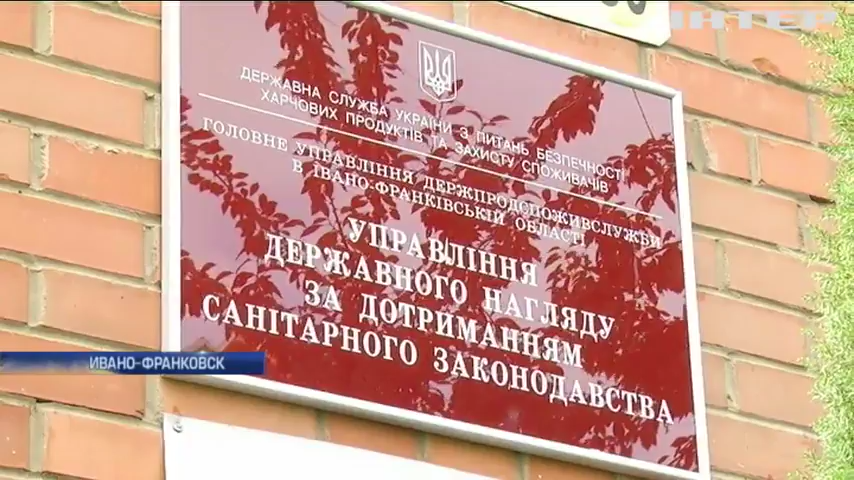 ІНТЕР
ДЕРЖАВНА СЛУЖБА УКРАЇНИ З ПИТАНЬ БЕЗПЕЧНОСТІ
ХАРЧОВИХ ПРОДУКТІВ ТА ЗАХИСТУ СПОЖИВАЧІВ
ГОЛОВНЕ УПРАВЛІННЯ ДЕРЖПРОДСПОЖИВСЛУЖБИ
В ІВАНО-ФРАНКІВСЬКІЙ ОБЛАСТІ
УПРАВЛІННЯ
ДЕРЖАВНОГО НАГЛЯДУ
ЗА ДОТРИМАННЯМ
САНІТАРНОГО ЗАКОНОДАВСТВА
ИВАНО-ФРАНКОВСК